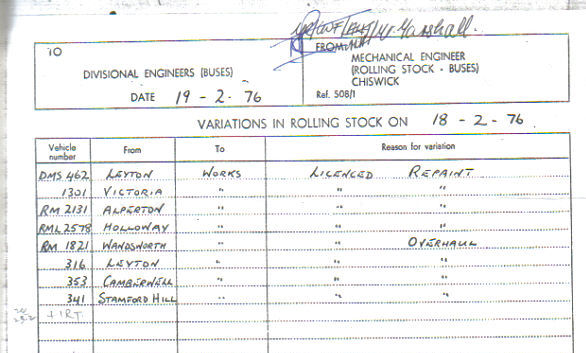 Marshall.
TO
FROM
DIVISIONAL ENGINEERS (BUSES)
MECHANICAL ENGINEER
(ROLLING STOCK - BUSES)
CHISWICK
DATE 19 - 2 - 76
Ref. 508/1
VARIATIONS IN ROLLING STOCK ON 18 - 2 - 76
Vehicle number From To Reason for variation
DMS 462 LEYTON WORKS LICENCED REPAINT
1301 VICTORIA " " "
RM 2131 ALPERTON " " "
RML 2578 HOLLOWAY " " "
RM 1821 WANDSWORTH " " OVERHAUL
316 LEYTON " " "
353 CAMBERWELL " " "
341 STAMFORD HILL " " "
+ IRT.